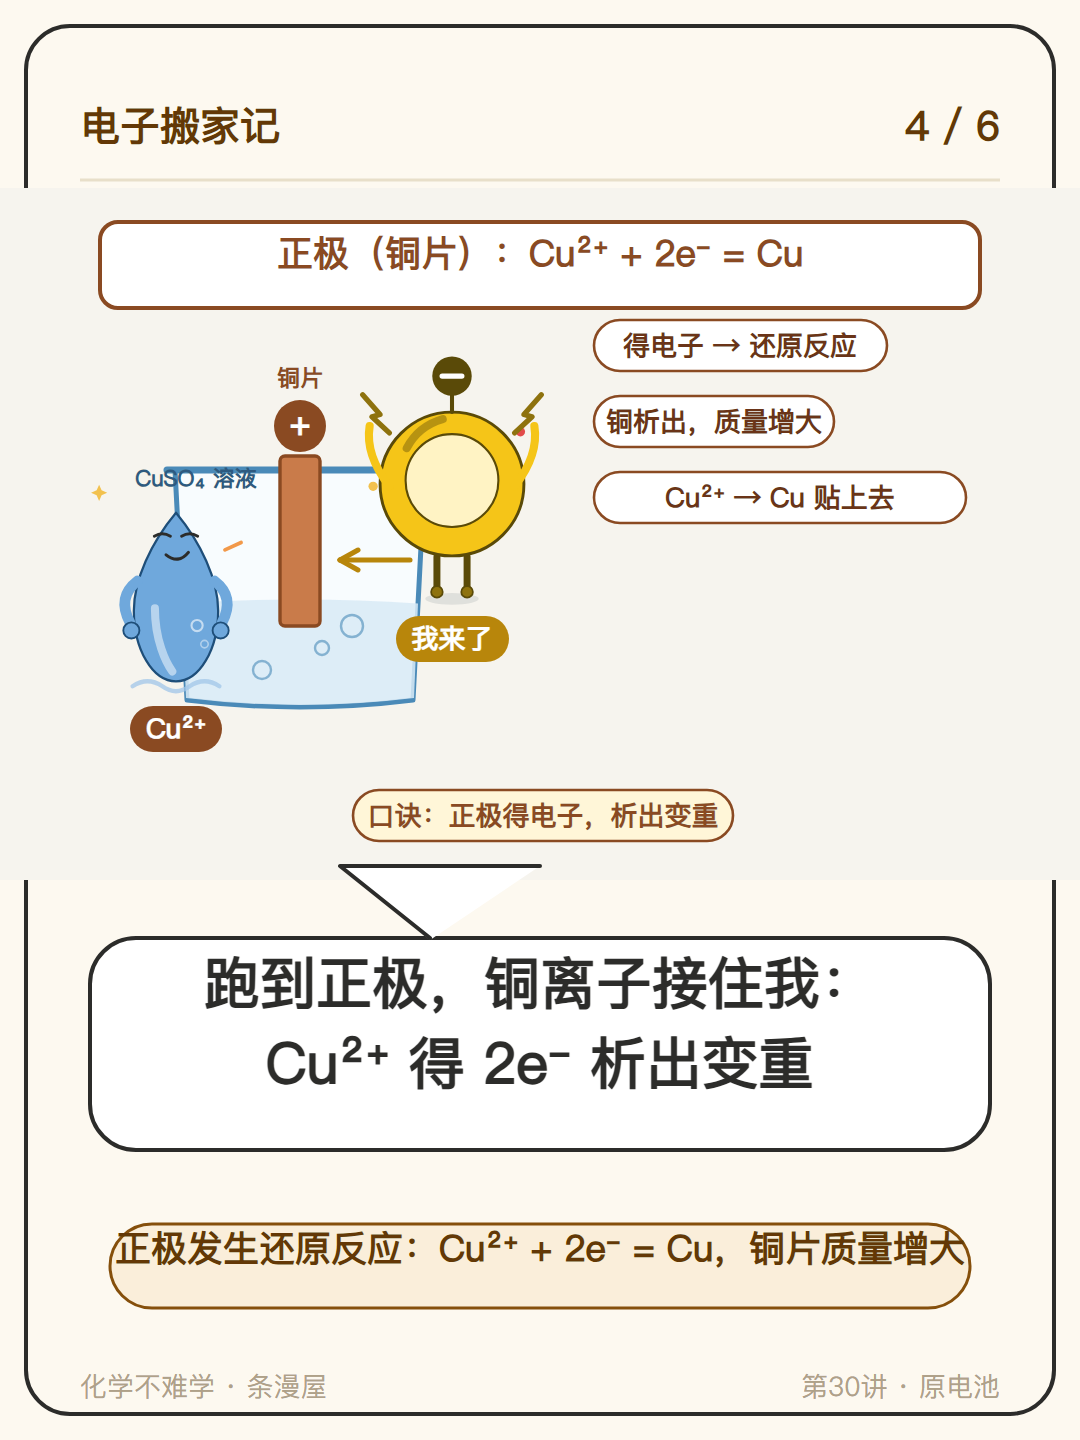 电子搬家记
4 / 6
正极（铜片）：Cu²⁺ + 2e⁻ = Cu
得电子 → 还原反应
铜片
+
铜析出，质量增大
CuSO₄ 溶液
Cu²⁺ → Cu 贴上去
我来了
Cu²⁺
口诀：正极得电子，析出变重
跑到正极，铜离子接住我：
Cu²⁺ 得 2e⁻ 析出变重
正极发生还原反应：Cu²⁺ + 2e⁻ = Cu，铜片质量增大
化学不难学 · 条漫屋
第30讲 · 原电池